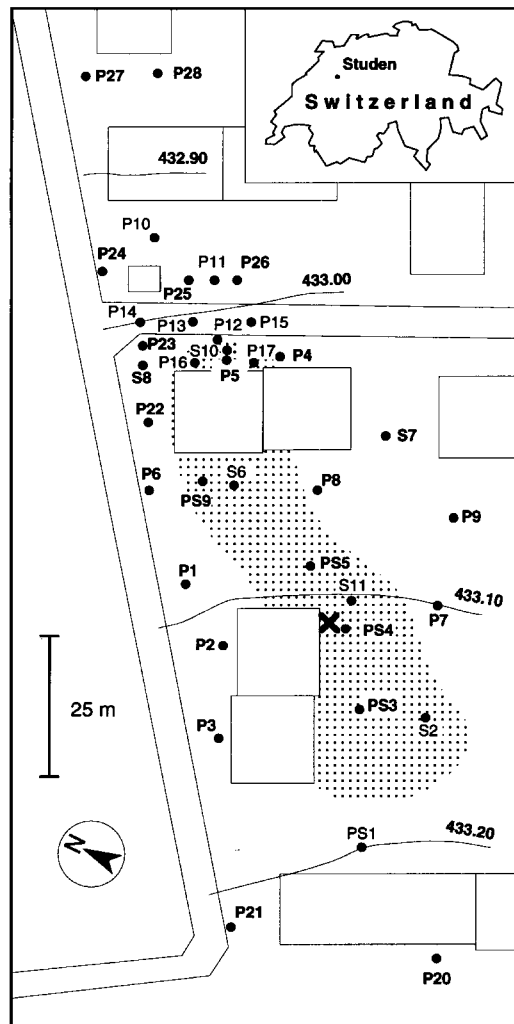 P27
P28
Studen
Switzerland
432.90
P10
P24
P25
P11
P26
433.00
P14
P13
P12
P15
P23
S10
P16
P17
P4
S8
P5
P22
S7
P6
PS9
S6
P8
P9
PS5
P1
S11
433.10
P7
P2
PS4
25 m
P3
PS3
S2
N
PS1
433.20
P21
P20